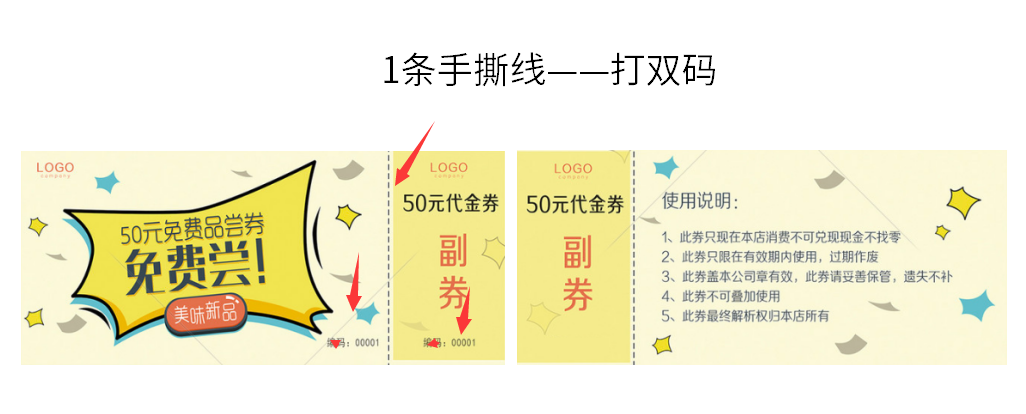 1条手撕线——打双码
LOGO
company
50元免费品尝券
免费尝!
美味新品
编码：00001
LOGO
company
50元代金券
副
券
编码：00001
LOGO
company
50元代金券
副
券
使用说明：
1、此券只现在本店消费不可兑现现金不找零
2、此券只限在有效期内使用，过期作废
3、此券盖本公司章有效，此券请妥善保管，遗失不补
4、此券不可叠加使用
5、此券最终解析权归本店所有